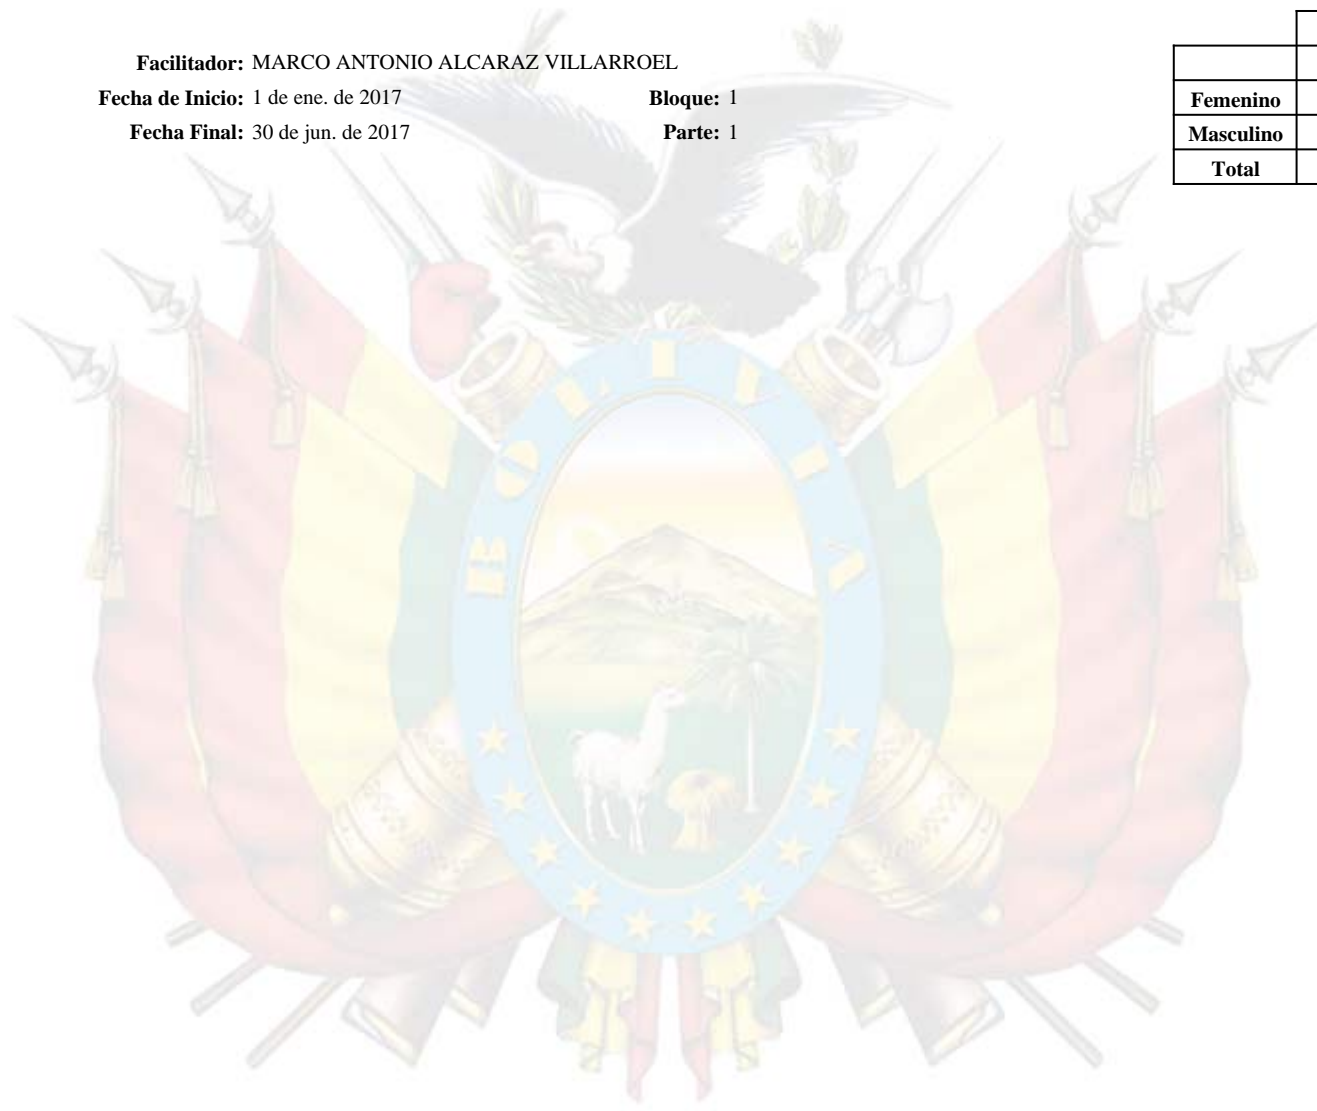 Facilitador: MARCO ANTONIO ALCARAZ VILLARROEL
Fecha de Inicio: 1 de ene. de 2017 Bloque: 1
Fecha Final: 30 de jun. de 2017 Parte: 1
Femenino
Masculino
Total
BOLIVIA